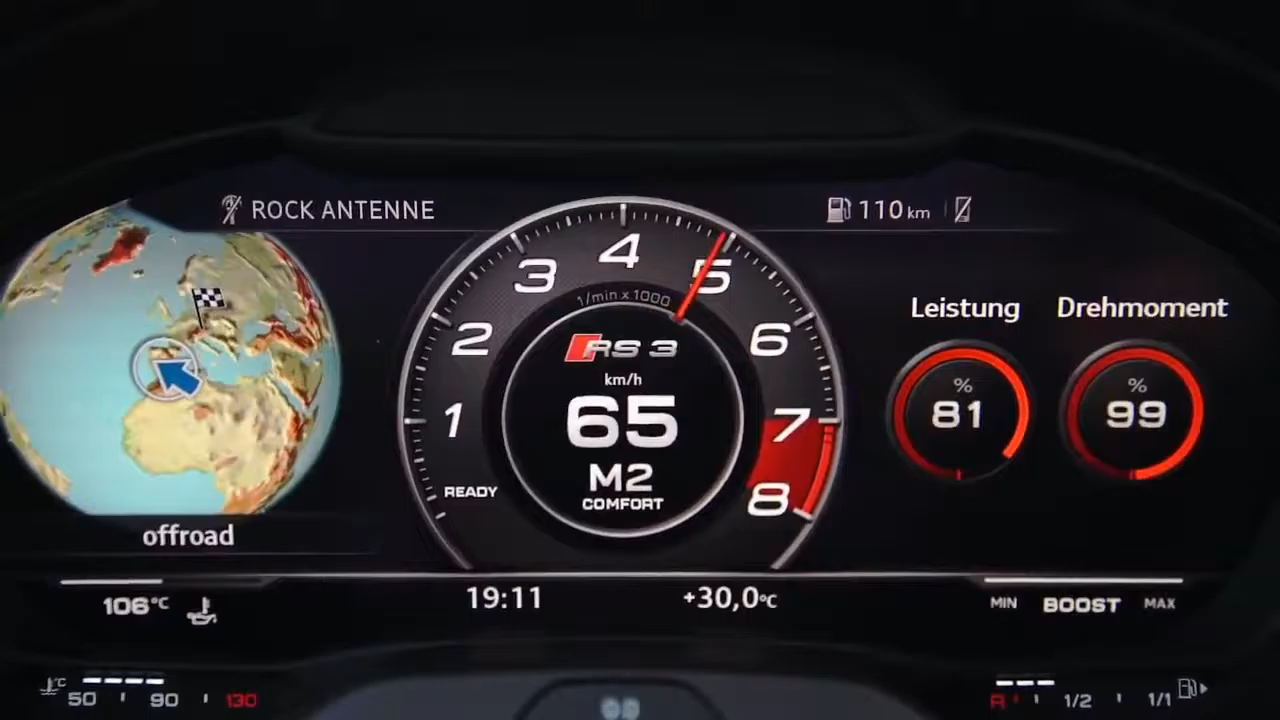 ROCK ANTENNE
110 km
4
3
5
1/min x 1000
2
6
RS 3
km/h
65
1
7
M2
COMFORT
READY
8
Leistung
Drehmoment
%
81
%
99
offroad
106°C
19:11
+30,0°C
MIN BOOST MAX
°C
50 90 130
R 1/2 1/1